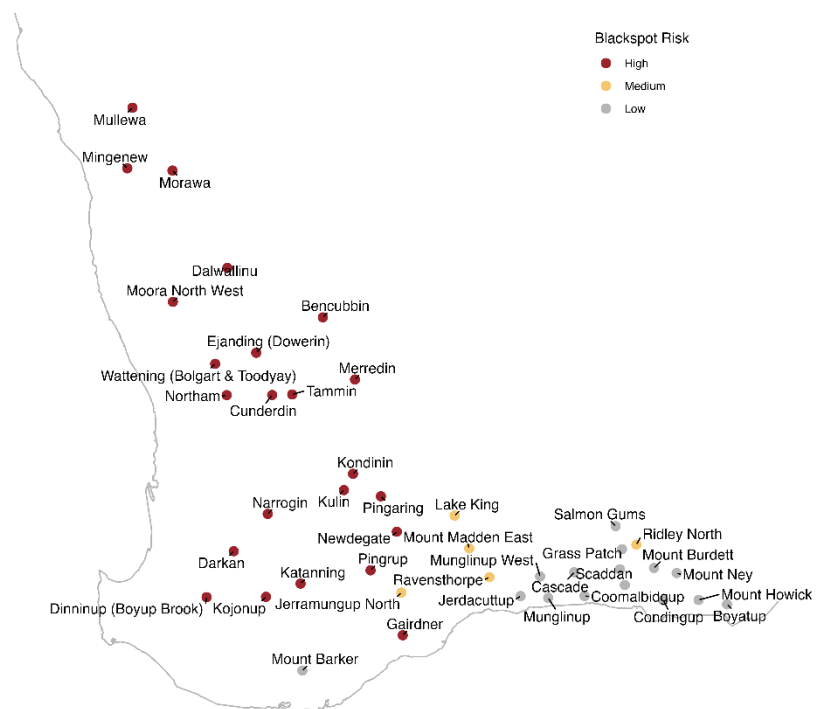 Blackspot Risk
High
Medium
Low
Mullewa
Mingenew
Morawa
Dalwallinu
Moora North West
Bencubbin
Ejanding (Dowerin)
Merredin
Wattening (Bolgart & Toodyay)
Northam
Tammin
Cunderdin
Kondinin
Kulin
Pingaring
Narrogin
Lake King
Salmon Gums
Newdegate
Mount Madden East
Ridley North
Grass Patch
Mount Burdett
Darkan
Pingrup
Munglinup West
Katanning
Ravensthorpe
Scaddan
Mount Ney
Cascade
Dinninup (Boyup Brook)
Kojonup
Jerramungup North
Jerdacuttup
Coomalbidgup
Mount Howick
Munglinup
Condingup
Boyatup
Gairdner
Mount Barker